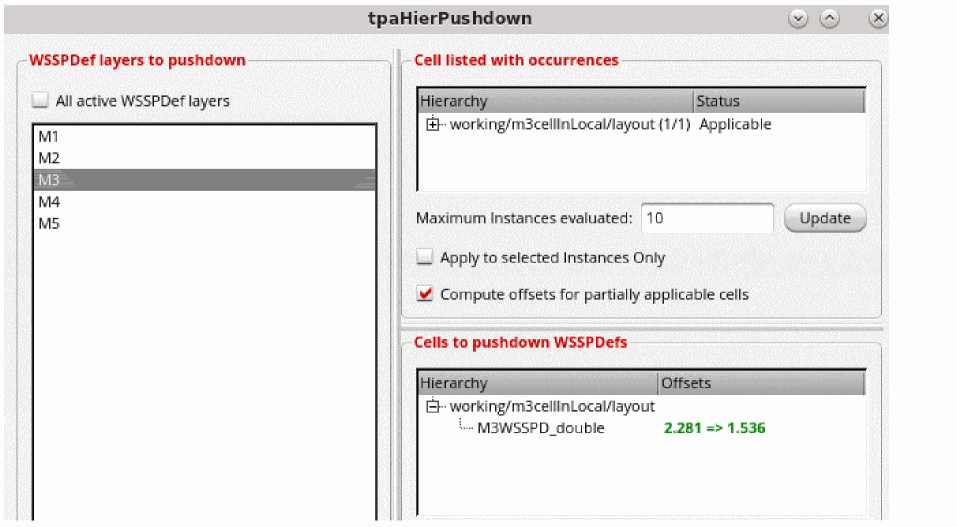 tpaHierPushdown
WSSPDef layers to pushdown
All active WSSPDef layers
M1
M2
M3
M4
M5
Cell listed with occurrences
Hierarchy Status
working/m3cellInLocal/layout (1/1) Applicable
Maximum Instances evaluated: 10 Update
Apply to selected Instances Only
Compute offsets for partially applicable cells
Cells to pushdown WSSPDefs
Hierarchy Offsets
working/m3cellInLocal/layout
M3WSSPD_double 2.281 => 1.536